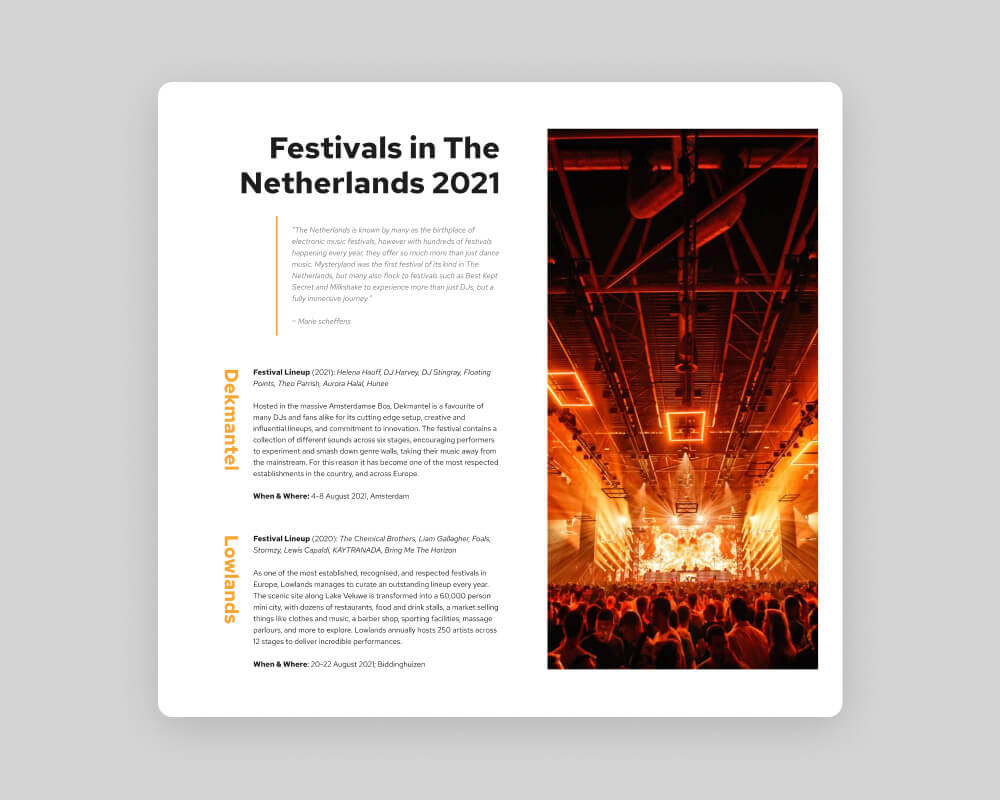 Festivals in The
Netherlands 2021
"The Netherlands is known by many as the birthplace of
electronic music festivals, however with hundreds of festivals
happening every year, they offer so much more than just dance
music. Mysteryland was the first festival of its kind in The
Netherlands, but many also flock to festivals such as Best Kept
Secret and Milkshake to experience more than just DJs, but a
fully immersive journey."
– Marie scheffens
Dekmantel
Festival Lineup (2021): Helena Hauff, DJ Harvey, DJ Stingray, Floating
Points, Theo Parrish, Aurora Halal, Hunee
Hosted in the massive Amsterdamse Bos, Dekmantel is a favourite of
many DJs and fans alike for its cutting edge setup, creative and
influential lineups, and commitment to innovation. The festival contains a
collection of different sounds across six stages, encouraging performers
to experiment and smash down genre walls, taking their music away from
the mainstream. For this reason it has become one of the most respected
establishments in the country, and across Europe.
When & Where: 4-8 August 2021, Amsterdam
Lowlands
Festival Lineup (2020): The Chemical Brothers, Liam Gallagher, Foals,
Stormzy, Lewis Capaldi, KAYTRANADA, Bring Me The Horizon
As one of the most established, recognised, and respected festivals in
Europe, Lowlands manages to curate an outstanding lineup every year.
The scenic site along Lake Veluwe is transformed into a 60,000 person
mini city, with dozens of restaurants, food and drink stalls, a market selling
things like clothes and music, a barber shop, sporting facilities, massage
parlours, and more to explore. Lowlands annually hosts 250 artists across
12 stages to deliver incredible performances.
When & Where: 20-22 August 2021; Biddinghuizen